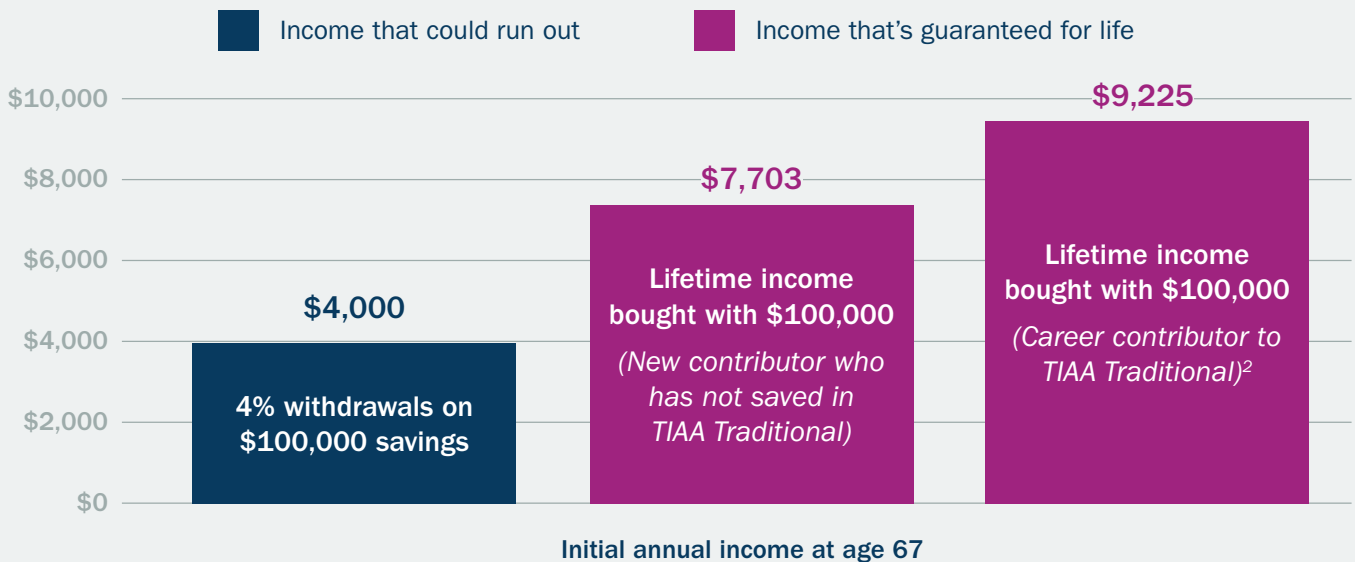 Income that could run out
Income that's guaranteed for life
$10,000
$8,000
$6,000
$4,000
$2,000
$0
$4,000
4% withdrawals on
$100,000 savings
$7,703
Lifetime income
bought with $100,000
(New contributor who
has not saved in
TIAA Traditional)
$9,225
Lifetime income
bought with $100,000
(Career contributor to
TIAA Traditional)²
Initial annual income at age 67